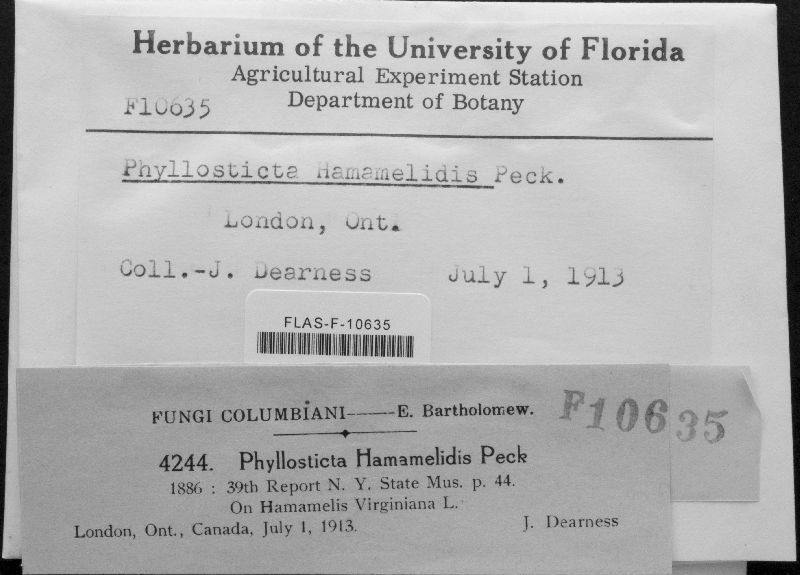 Herbarium of the University of Florida
Agricultural Experiment Station
Department of Botany
F10635
Phyllosticta Hamamelidis Peck.
London, Ont.
Coll.-J. Dearness July 1, 1913
FLAS-F-10635
FUNGI COLUMBIANI——E. Bartholomew.
F10635
4244. Phyllosticta Hamamelidis Peck
1886 : 39th Report N. Y. State Mus. p. 44.
On Hamamelis Virginiana L.
London, Ont., Canada, July 1, 1913. J. Dearness